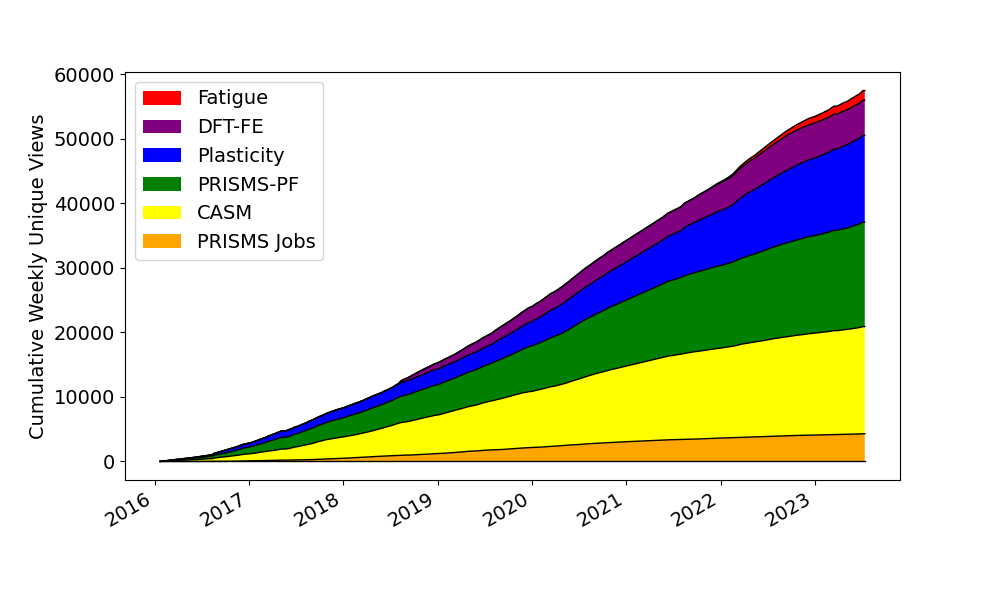 Cumulative Weekly Unique Views
60000
50000
40000
30000
20000
10000
0
Fatigue
DFT-FE
Plasticity
PRISMS-PF
CASM
PRISMS Jobs
2016
2017
2018
2019
2020
2021
2022
2023